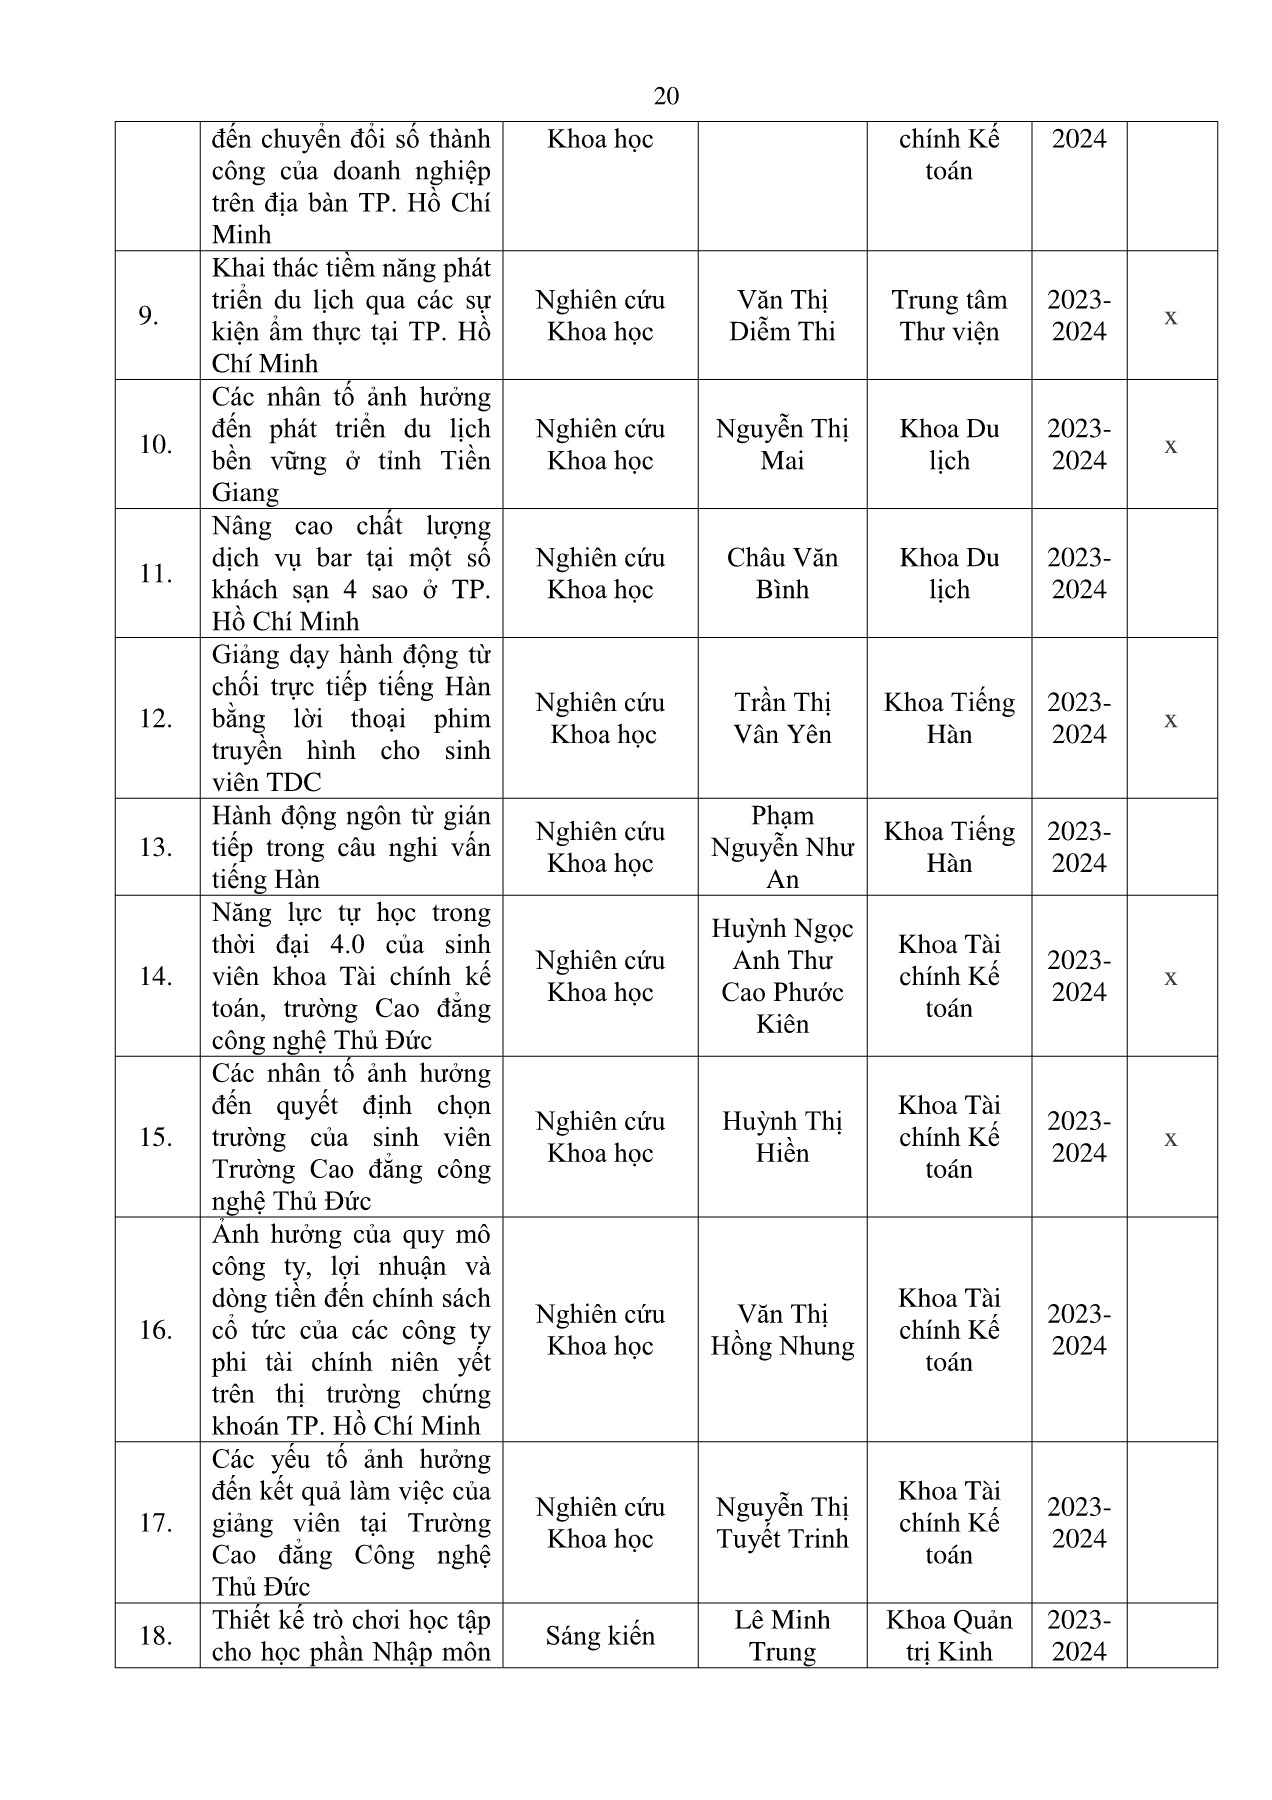 20
đến chuyển đổi số thành
công của doanh nghiệp
trên địa bàn TP. Hồ Chí
Minh
Khoa học
chính Kế
toán
2024
9.
Khai thác tiềm năng phát
triển du lịch qua các sự
kiện ẩm thực tại TP. Hồ
Chí Minh
Nghiên cứu
Khoa học
Văn Thị
Diễm Thi
Trung tâm
Thư viện
2023-
2024
x
10.
Các nhân tố ảnh hưởng
đến phát triển du lịch
bền vững ở tỉnh Tiền
Giang
Nghiên cứu
Khoa học
Nguyễn Thị
Mai
Khoa Du
lịch
2023-
2024
x
11.
Nâng cao chất lượng
dịch vụ bar tại một số
khách sạn 4 sao ở TP.
Hồ Chí Minh
Nghiên cứu
Khoa học
Châu Văn
Bình
Khoa Du
lịch
2023-
2024
12.
Giảng dạy hành động từ
chối trực tiếp tiếng Hàn
bằng lời thoại phim
truyền hình cho sinh
viên TDC
Nghiên cứu
Khoa học
Trần Thị
Vân Yên
Khoa Tiếng
Hàn
2023-
2024
x
13.
Hành động ngôn từ gián
tiếp trong câu nghi vấn
tiếng Hàn
Nghiên cứu
Khoa học
Phạm
Nguyễn Như
An
Khoa Tiếng
Hàn
2023-
2024
14.
Năng lực tự học trong
thời đại 4.0 của sinh
viên khoa Tài chính kế
toán, trường Cao đẳng
công nghệ Thủ Đức
Nghiên cứu
Khoa học
Huỳnh Ngọc
Anh Thư
Cao Phước
Kiên
Khoa Tài
chính Kế
toán
2023-
2024
x
15.
Các nhân tố ảnh hưởng
đến quyết định chọn
trường của sinh viên
Trường Cao đẳng công
nghệ Thủ Đức
Nghiên cứu
Khoa học
Huỳnh Thị
Hiền
Khoa Tài
chính Kế
toán
2023-
2024
x
16.
Ảnh hưởng của quy mô
công ty, lợi nhuận và
dòng tiền đến chính sách
cổ tức của các công ty
phi tài chính niên yết
trên thị trường chứng
khoán TP. Hồ Chí Minh
Nghiên cứu
Khoa học
Văn Thị
Hồng Nhung
Khoa Tài
chính Kế
toán
2023-
2024
17.
Các yếu tố ảnh hưởng
đến kết quả làm việc của
giảng viên tại Trường
Cao đẳng Công nghệ
Thủ Đức
Nghiên cứu
Khoa học
Nguyễn Thị
Tuyết Trinh
Khoa Tài
chính Kế
toán
2023-
2024
18.
Thiết kế trò chơi học tập
cho học phần Nhập môn
Sáng kiến
Lê Minh
Trung
Khoa Quản
trị Kinh
2023-
2024